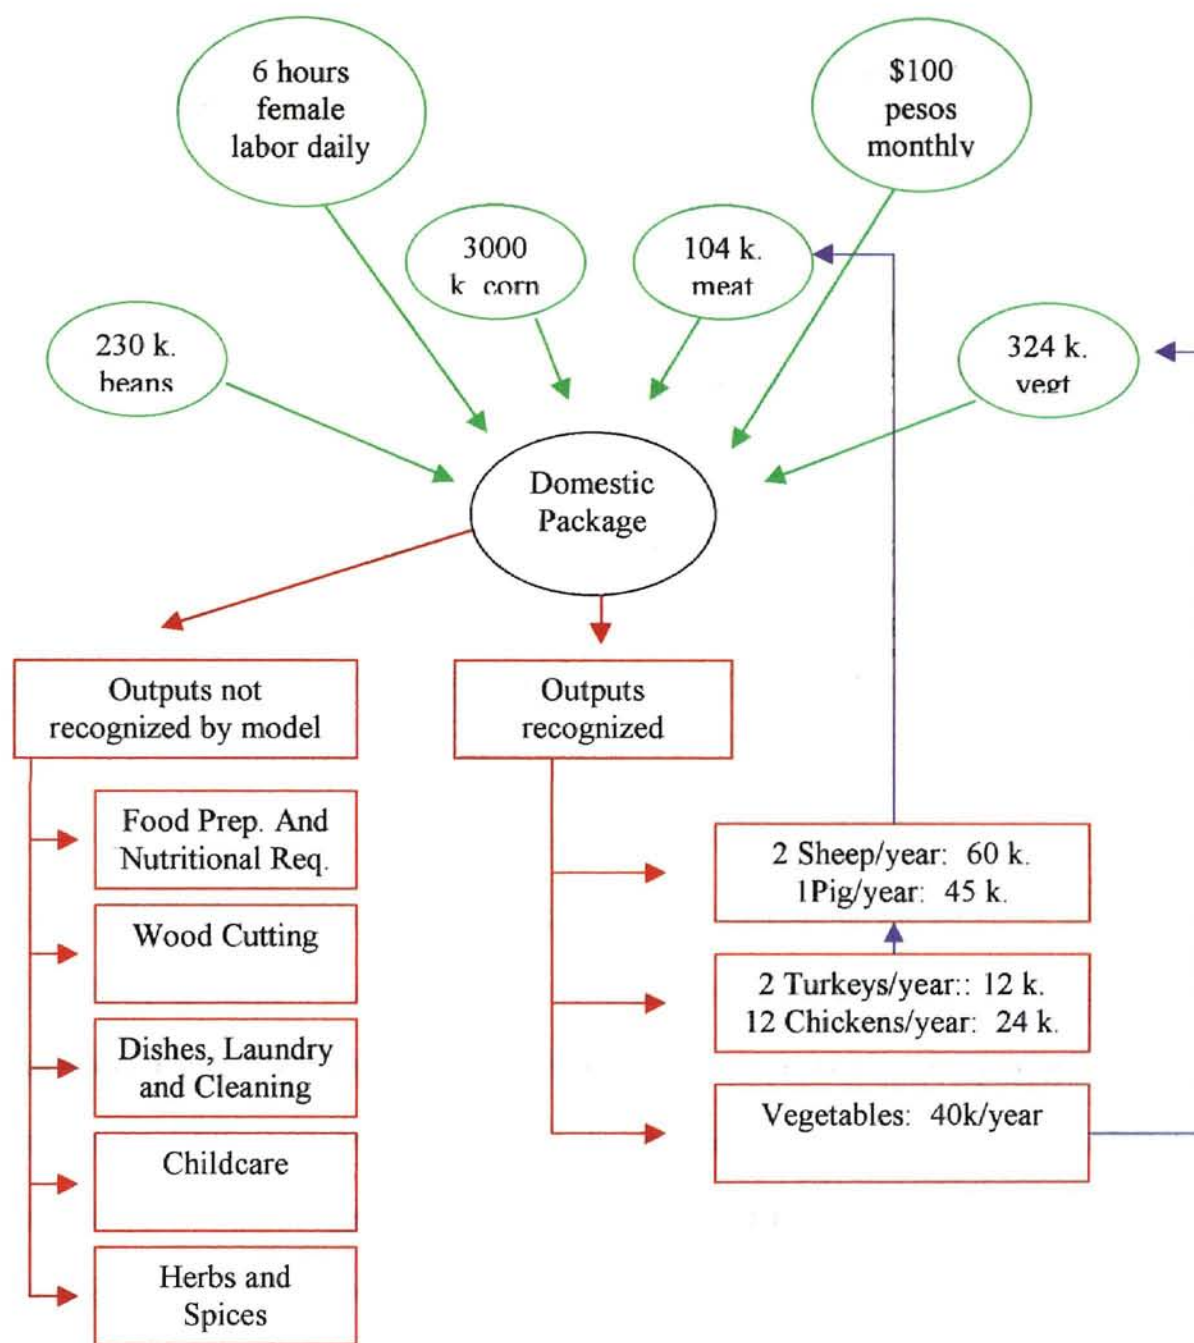 6 hours
female
labor daily
$100
pesos
monthly
3000
k. corn
104 k.
meat
230 k.
beans
324 k.
vegt
Domestic
Package
Outputs not
recognized by model
Outputs
recognized
Food Prep. And
Nutritional Req.
Wood Cutting
Dishes, Laundry
and Cleaning
Childcare
Herbs and
Spices
2 Sheep/year: 60 k.
1Pig/year: 45 k.
2 Turkeys/year:: 12 k.
12 Chickens/year: 24 k.
Vegetables: 40k/year